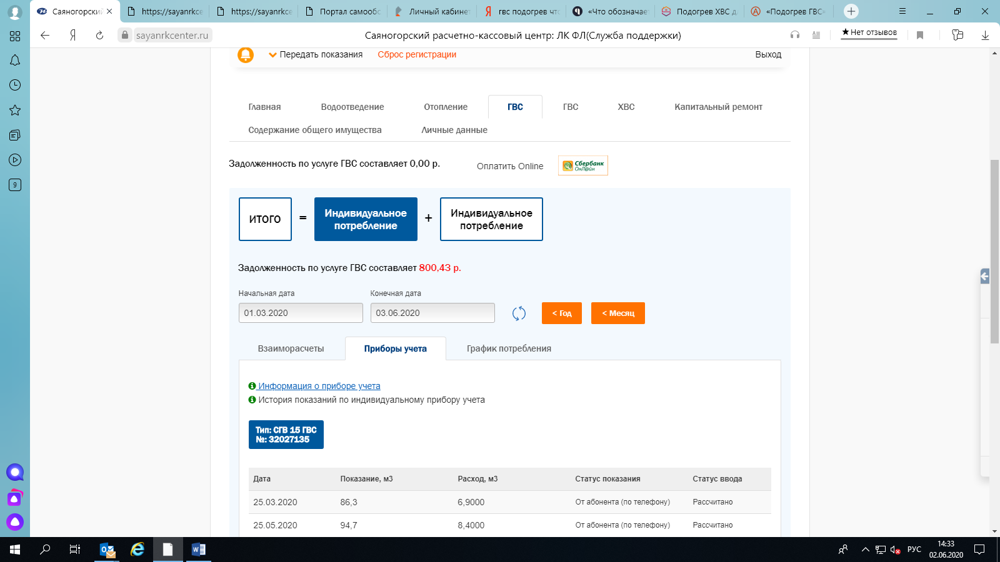 Саяногорский
https://sayanrkce
https://sayanrkce
Портал самообс
Личный кабинет
гвс подогрев что
«Что обозначает
Подогрев ХВС д
«Подогрев ГВС»
sayanrkcenter.ru
Саяногорский расчетно-кассовый центр: ЛК ФЛ(Служба поддержки)
★Нет отзывов
9
Передать показания
Сброс регистрации
Выход
Главная
Водоотведение
Отопление
ГВС
ГВС
ХВС
Капитальный ремонт
Содержание общего имущества
Личные данные
Задолженность по услуге ГВС составляет 0,00 р.
Оплатить Online
Сбербанк
ОнЛ@йн
ИТОГО
=
Индивидуальное
потребление
+
Индивидуальное
потребление
Задолженность по услуге ГВС составляет 800,43 р.
Начальная дата
Конечная дата
01.03.2020
03.06.2020
< Год
< Месяц
Взаиморасчеты
Приборы учета
График потребления
Информация о приборе учета
История показаний по индивидуальному прибору учета
Тип: СГВ 15 ГВС
№: 32027135
Дата Показание, м3 Расход, м3 Статус показания Статус ввода
25.03.2020 86,3 6,9000 От абонента (по телефону) Рассчитано
25.05.2020 94,7 8,4000 От абонента (по телефону) Рассчитано
РУС
14:33
02.06.2020